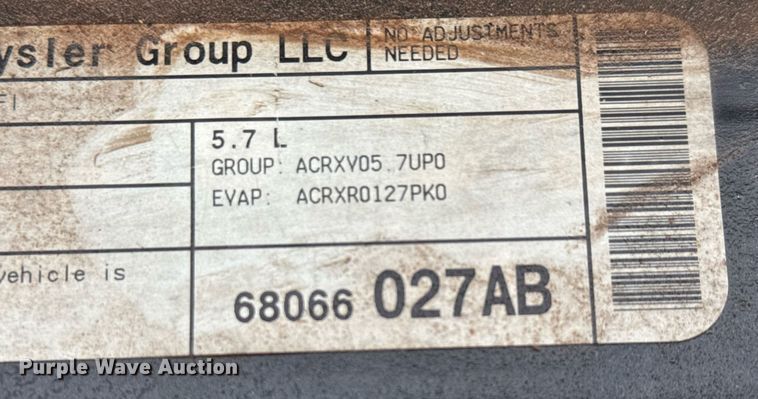 ysler Group LLC
NO ADJUSTMENTS
NEEDED
FI
5.7 L
GROUP: ACRXV05.7UP0
EVAP: ACRXR0127PK0
vehicle is
68066 027AB
Purple Wave Auction